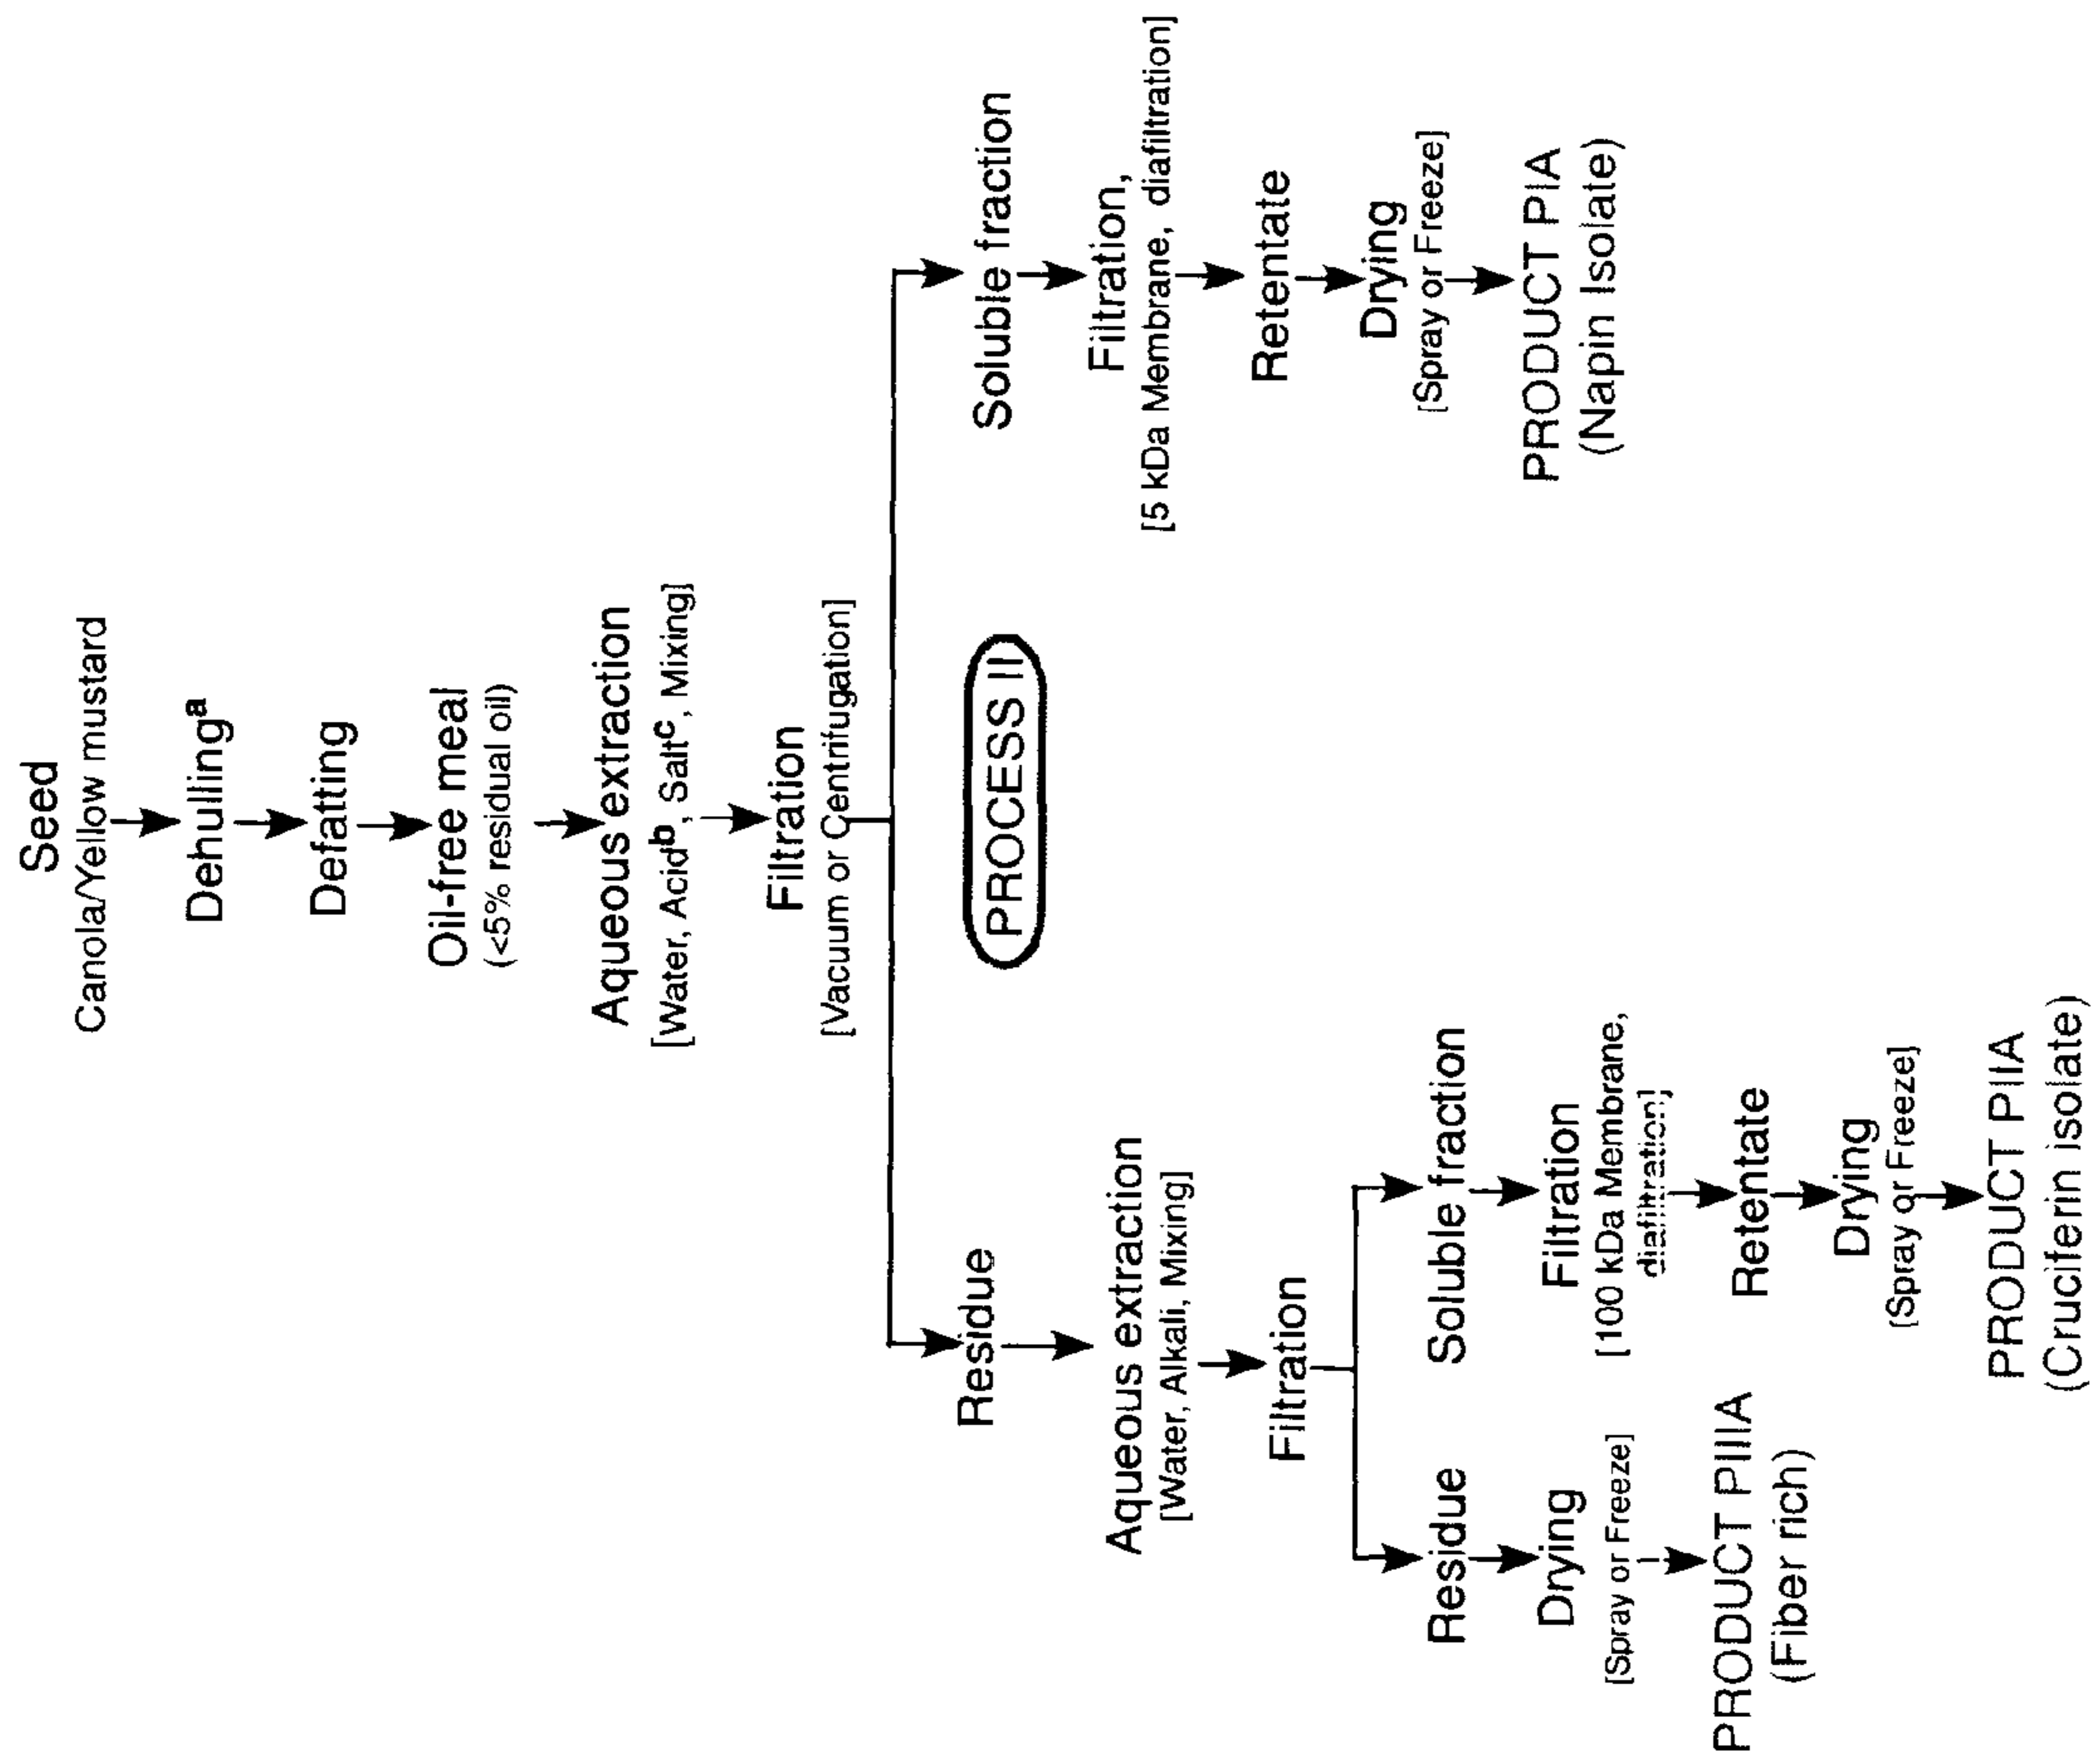 Seed
Canola/Yellow mustard
Dehullingᵃ
Defatting
Oil-free meal
(<5% residual oil)
Aqueous extraction
[Water, Acidᵇ, Saltᶜ, Mixing]
Filtration
[Vacuum or Centrifugation]
PROCESS II
Residue
Aqueous extraction
[Water, Alkali, Mixing]
Filtration
Residue
Drying
[Spray or Freeze]
PRODUCT PIIIA
(Fiber rich)
Soluble fraction
Filtration
[100 kDa Membrane,
diafiltration]
Retentate
Drying
[Spray or Freeze]
PRODUCT PIIA
(Cruciferin isolate)
Soluble fraction
Filtration,
[5 kDa Membrane, diafiltration]
Retentate
Drying
[Spray or Freeze]
PRODUCT PIA
(Napin Isolate)